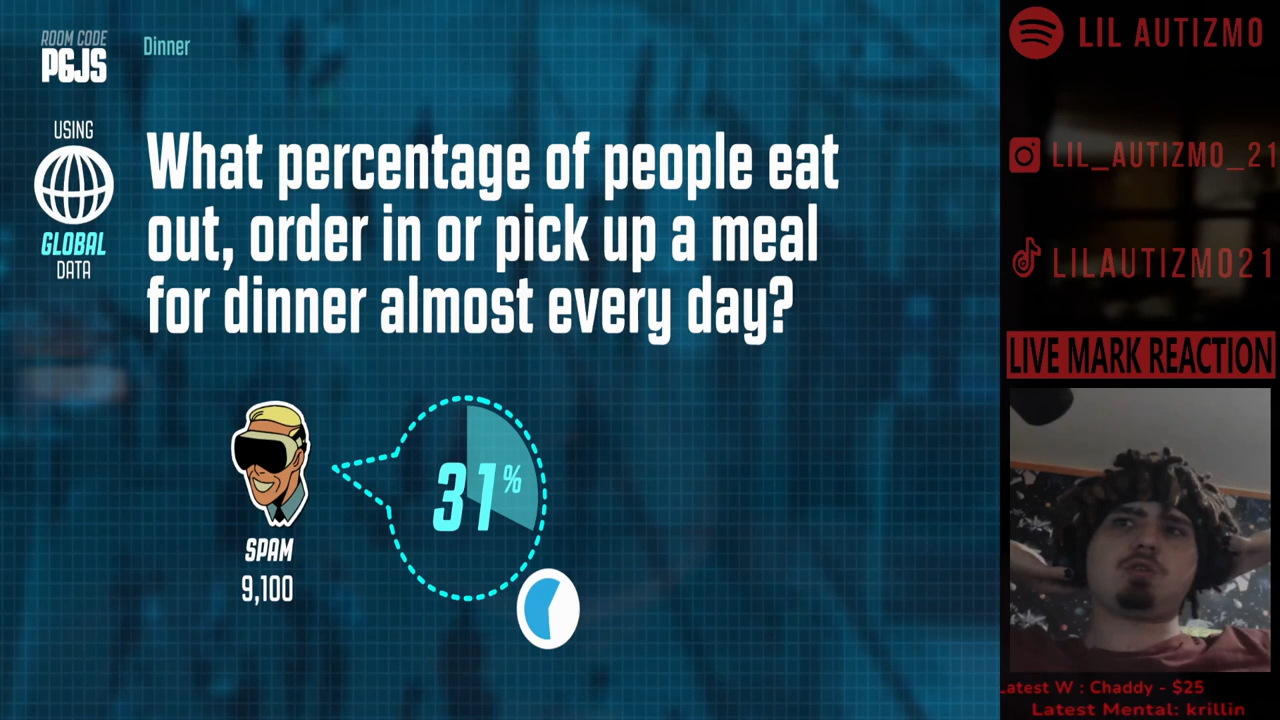 ROOM CODE
P6JS
Dinner
USING
GLOBAL
DATA
What percentage of people eat
out, order in or pick up a meal
for dinner almost every day?
31%
SPAM
9,100
LIL AUTIZMO
LIL_AUTIZMO_21
LILAUTIZMO21
LIVE MARK REACTION
Latest W : Chaddy - $25
Latest Mental: krillin